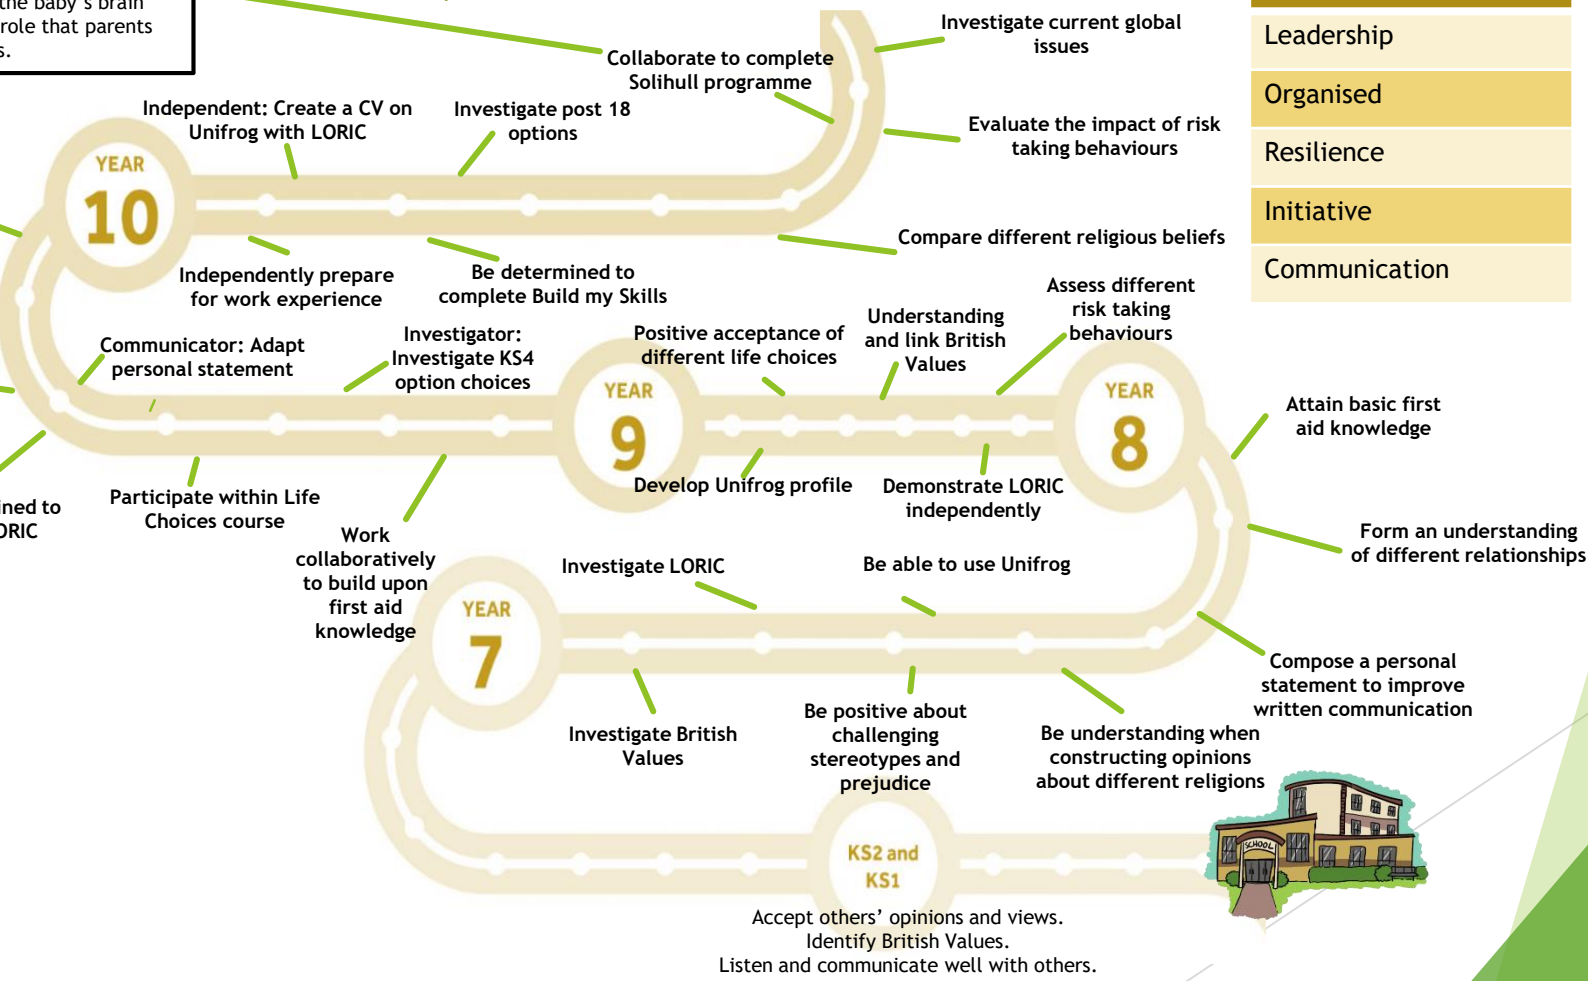 the baby's brain
role that parents
s.
Investigate current global
issues
Collaborate to complete
Solihull programme
Evaluate the impact of risk
taking behaviours
Leadership
Organised
Resilience
Initiative
Communication
Independent: Create a CV on
Unifrog with LORIC
Investigate post 18
options
YEAR
10
Compare different religious beliefs
Independently prepare
for work experience
Be determined to
complete Build my Skills
Communicator: Adapt
personal statement
Investigator:
Investigate KS4
option choices
Positive acceptance of
different life choices
Understanding
and link British
Values
Assess different
risk taking
behaviours
YEAR
9
YEAR
8
Attain basic first
aid knowledge
Develop Unifrog profile
Demonstrate LORIC
independently
ined to
ORIC
Participate within Life
Choices course
Work
collaboratively
to build upon
first aid
knowledge
Form an understanding
of different relationships
Investigate LORIC
Be able to use Unifrog
YEAR
7
Compose a personal
statement to improve
written communication
Investigate British
Values
Be positive about
challenging
stereotypes and
prejudice
Be understanding when
constructing opinions
about different religions
SCHOOL
KS2 and
KS1
Accept others' opinions and views.
Identify British Values.
Listen and communicate well with others.